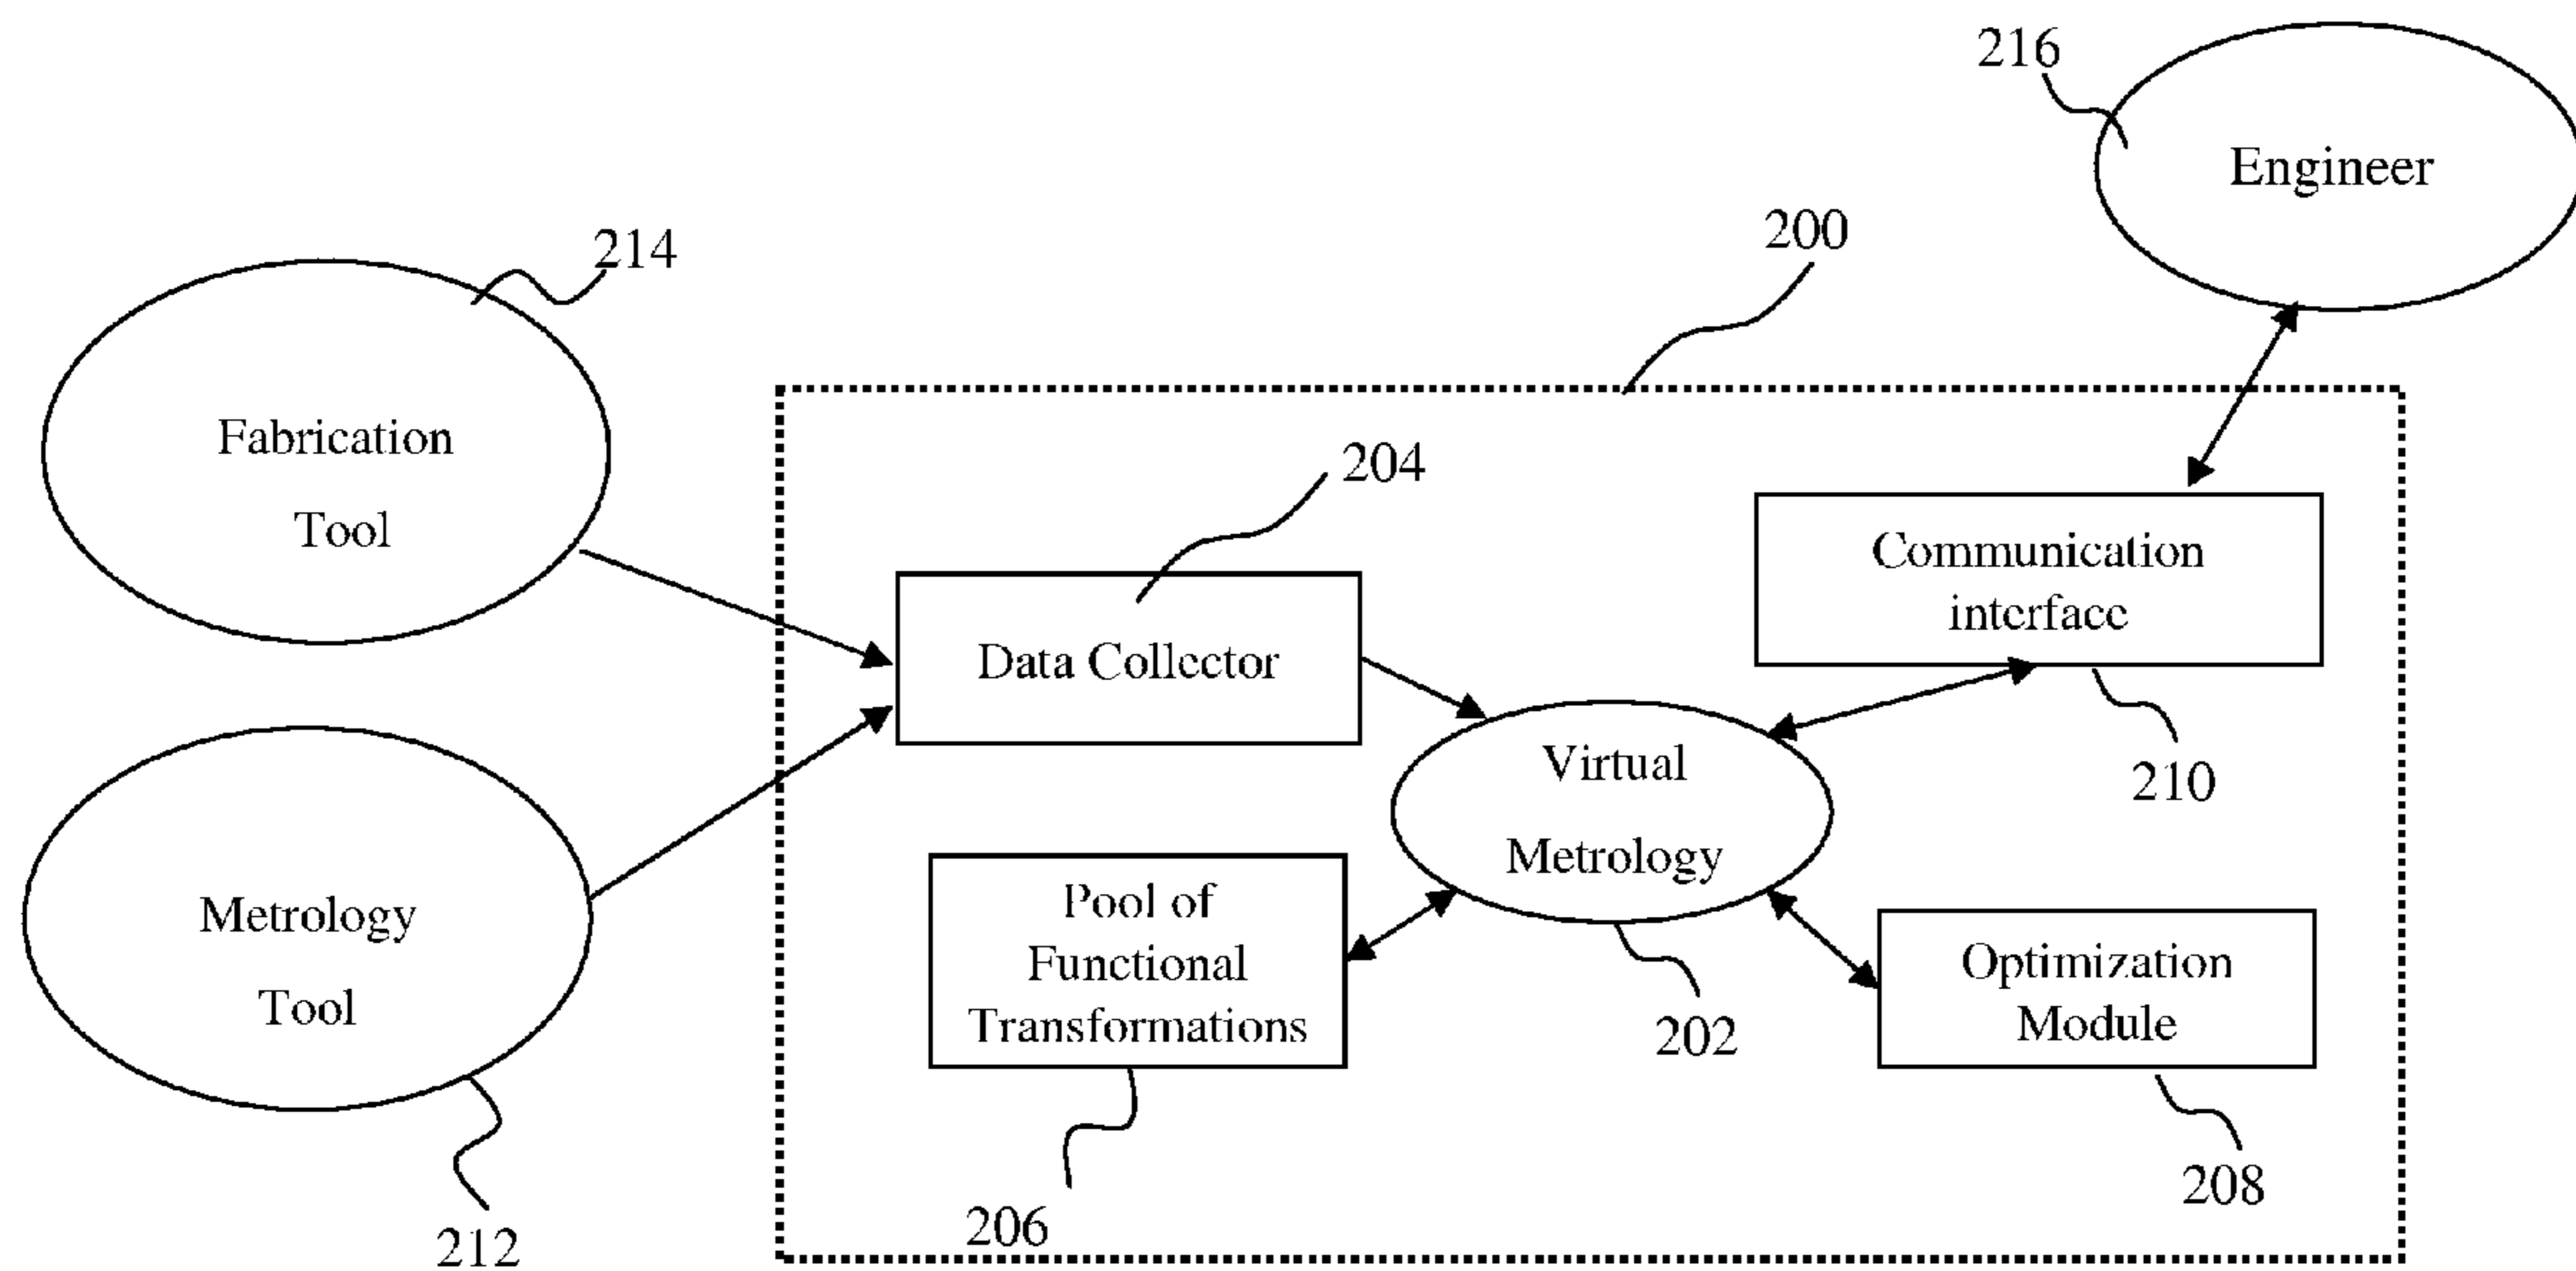 216
Engineer
200
214
Fabrication
Tool
204
Communication
interface
Data Collector
210
Virtual
Metrology
202
Metrology
Tool
212
Pool of
Functional
Transformations
206
Optimization
Module
208